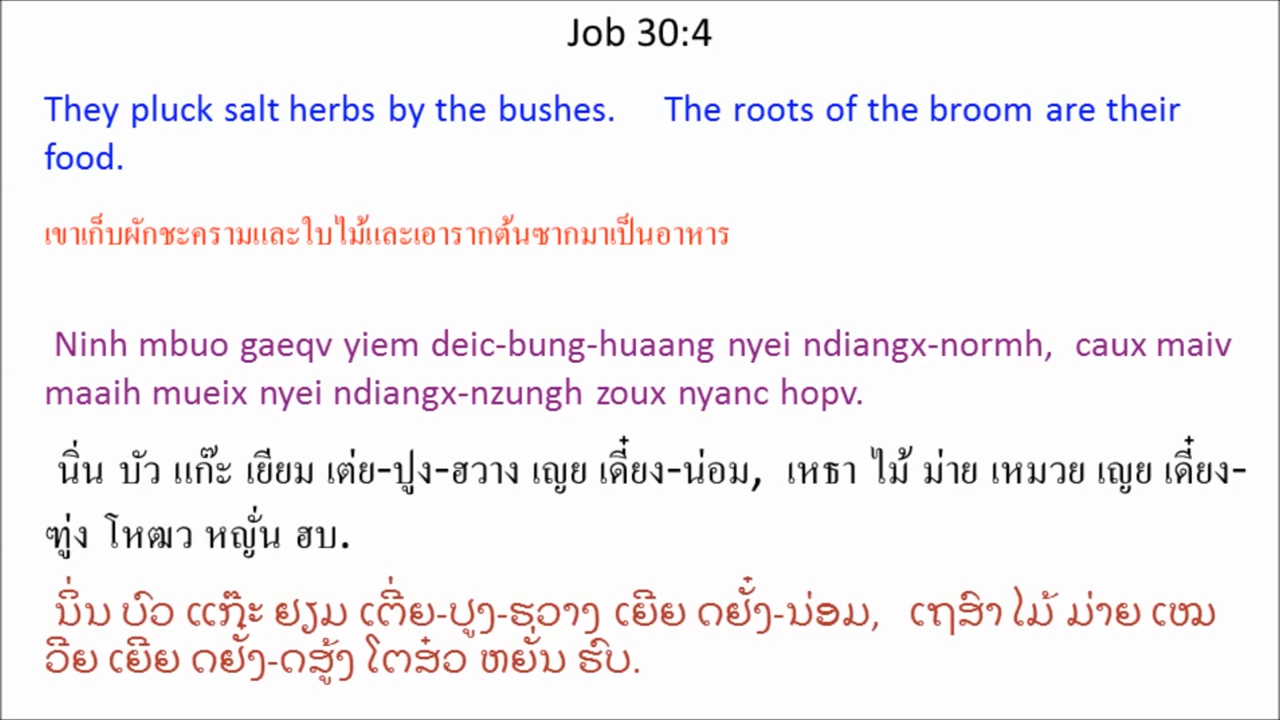 Job 30:4
They pluck salt herbs by the bushes. The roots of the broom are their
food.
เขาเก็บผักชะครามและใบไม้และเอารากต้นซากมาเป็นอาหาร
Ninh mbuo gaeqv yiem deic-bung-huaang nyei ndiangx-normh, caux maiv
maaih mueix nyei ndiangx-nzungh zoux nyanc hopv.
นิ่น บัว แก๊ะ เยียม เต่ย-ปูง-ฮวาง เญย เดี๋ยง-น่อม, เหธา ไม้ ม่าย เหมวย เญย เดี๋ยง-
ฑู่ง โหฒว หญั่น ฮบ.
ນິ່ນ ບົວ ແກ໊ະ ຢຽມ ເຕີ່ຍ-ປູງ-ຮວາງ ເຍີຍ ດຢັ໋ງ-ນ່ອມ, ເຖສົາ ໄມ້ ມ່າຍ ເໝ
ວີຍ ເຍີຍ ດຢັ໋ງ-ດສູ້ງ ໂຕສ໋ວ ຫຍັ່ນ ຮົບ.